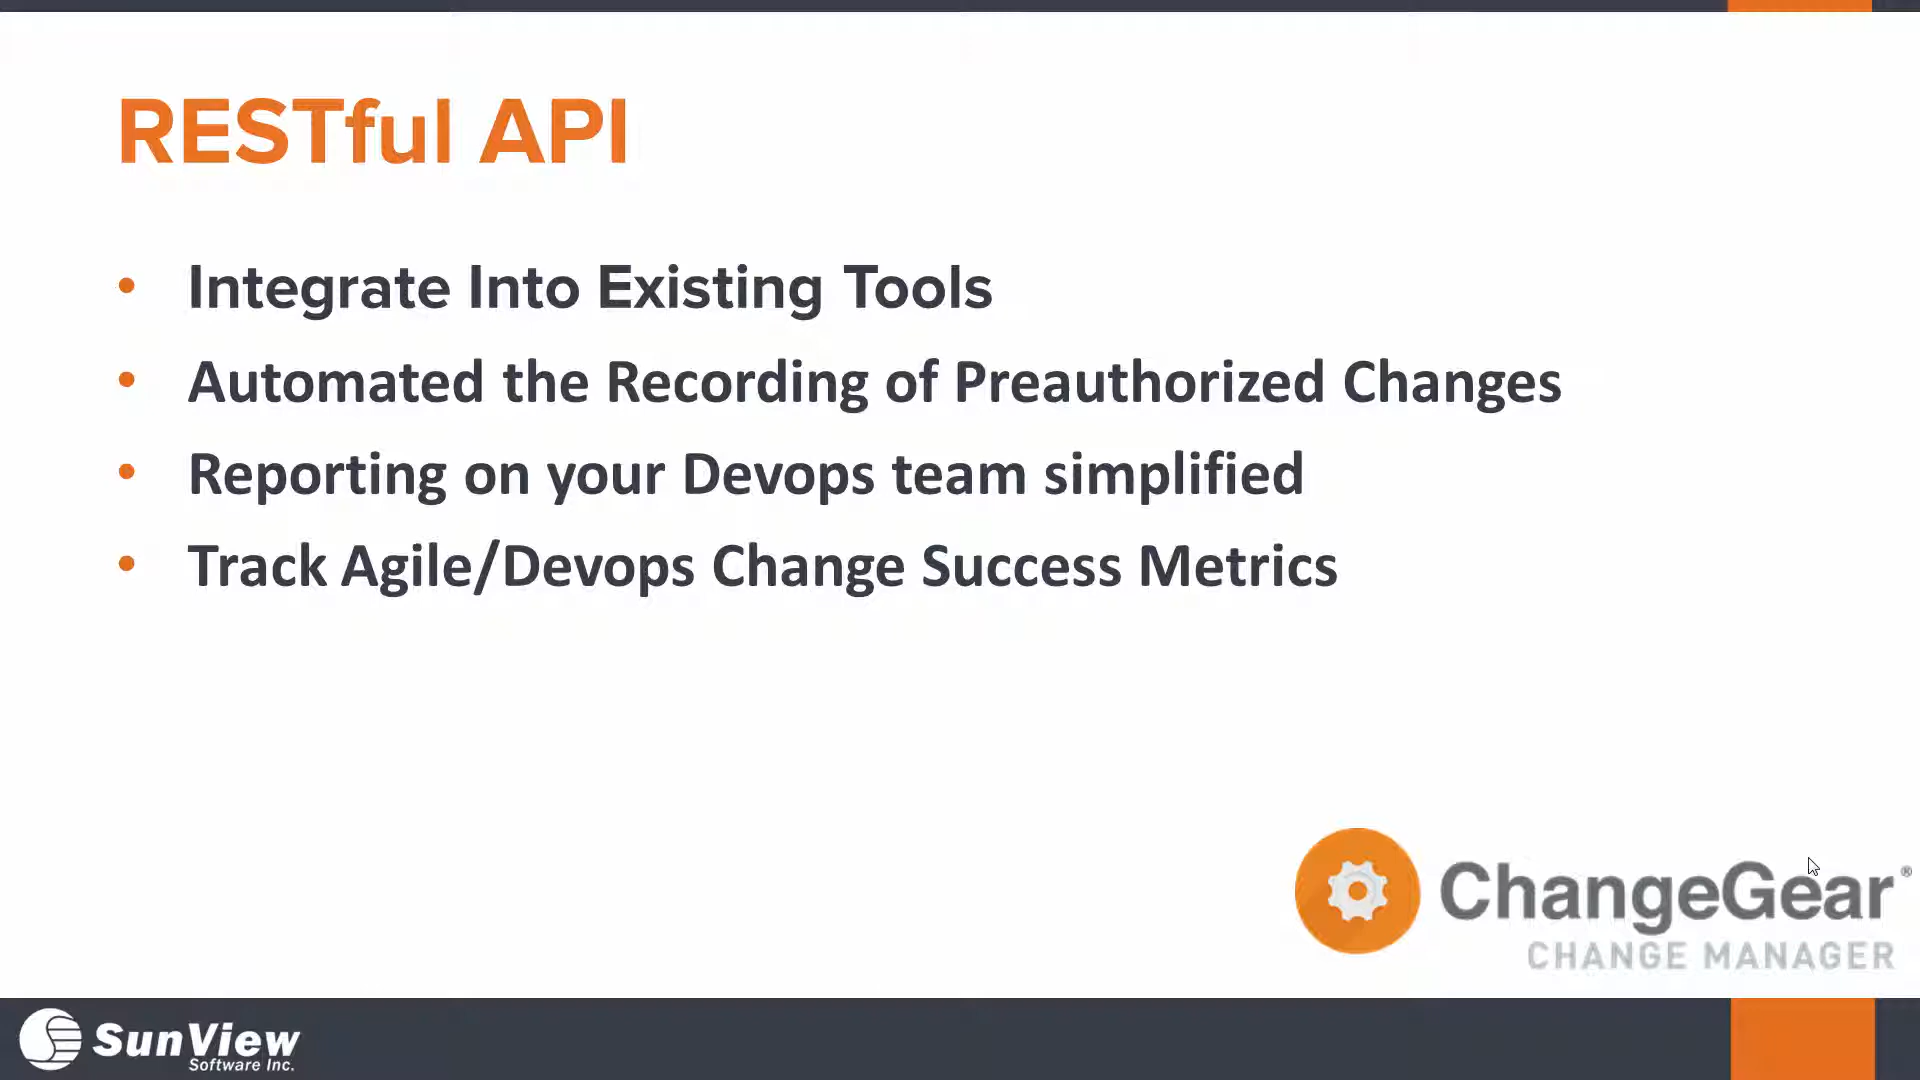 RESTful API
• Integrate Into Existing Tools
• Automated the Recording of Preauthorized Changes
• Reporting on your Devops team simplified
• Track Agile/Devops Change Success Metrics
ChangeGear®
CHANGE MANAGER
SunView
Software Inc.